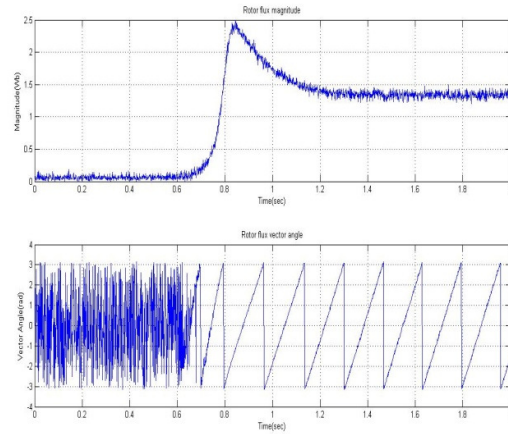 Rotor flux magnitude
2.5
2
1.5
1
0.5
0
Magnitude(Wb)
0 0.2 0.4 0.6 0.8 1 1.2 1.4 1.6 1.8
Time(sec)
Rotor flux vector angle
4
3
2
1
0
-1
-2
-3
-4
Vector Angle(rad)
0 0.2 0.4 0.6 0.8 1 1.2 1.4 1.6 1.8
Time(sec)